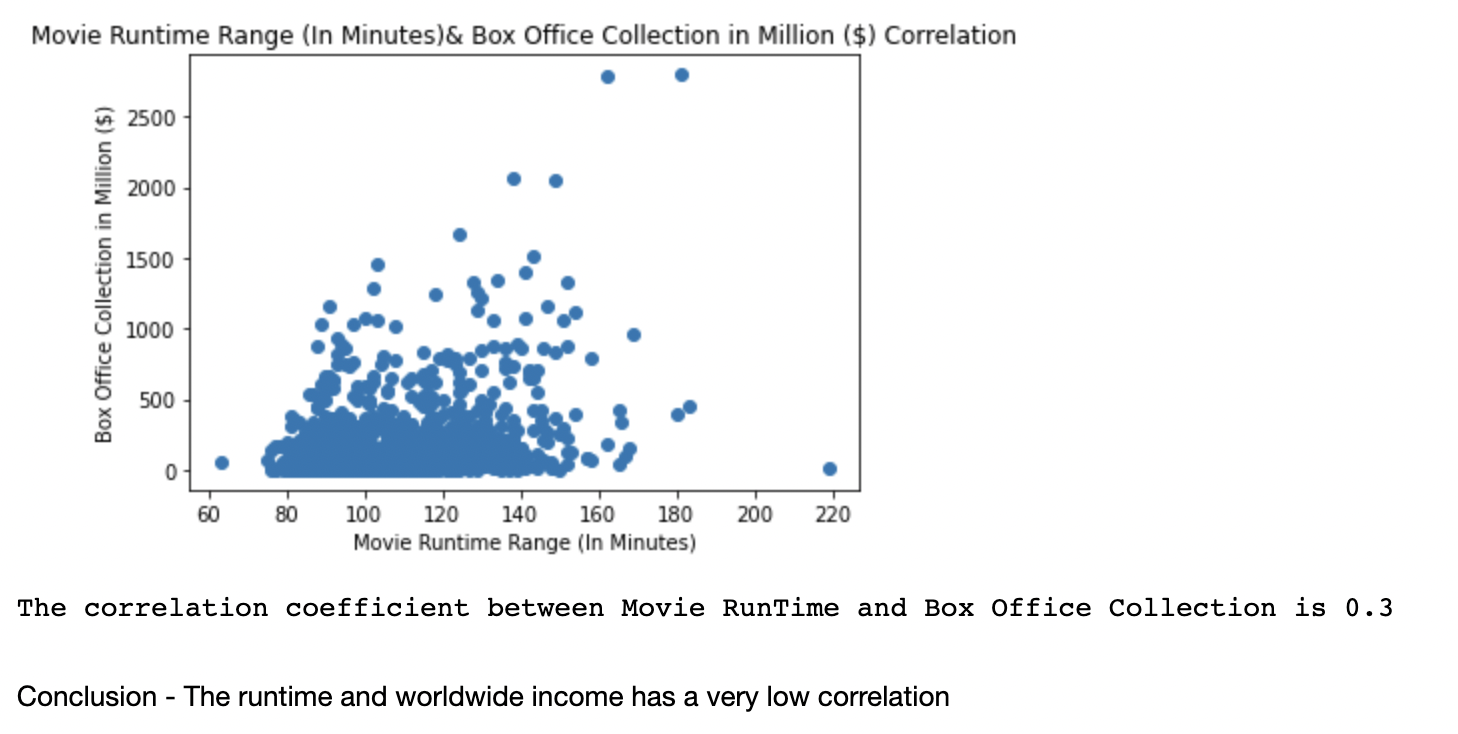 Movie Runtime Range (In Minutes)& Box Office Collection in Million ($) Correlation
Box Office Collection in Million ($)
2500
2000
1500
1000
500
0
60 80 100 120 140 160 180 200 220
Movie Runtime Range (In Minutes)
The correlation coefficient between Movie RunTime and Box Office Collection is 0.3
Conclusion - The runtime and worldwide income has a very low correlation